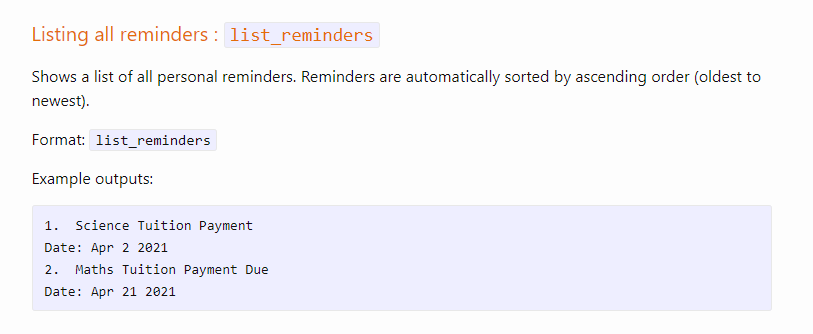 Listing all reminders : list_reminders
Shows a list of all personal reminders. Reminders are automatically sorted by ascending order (oldest to
newest).
Format: list_reminders
Example outputs:
1.  Science Tuition Payment
Date: Apr 2 2021
2.  Maths Tuition Payment Due
Date: Apr 21 2021